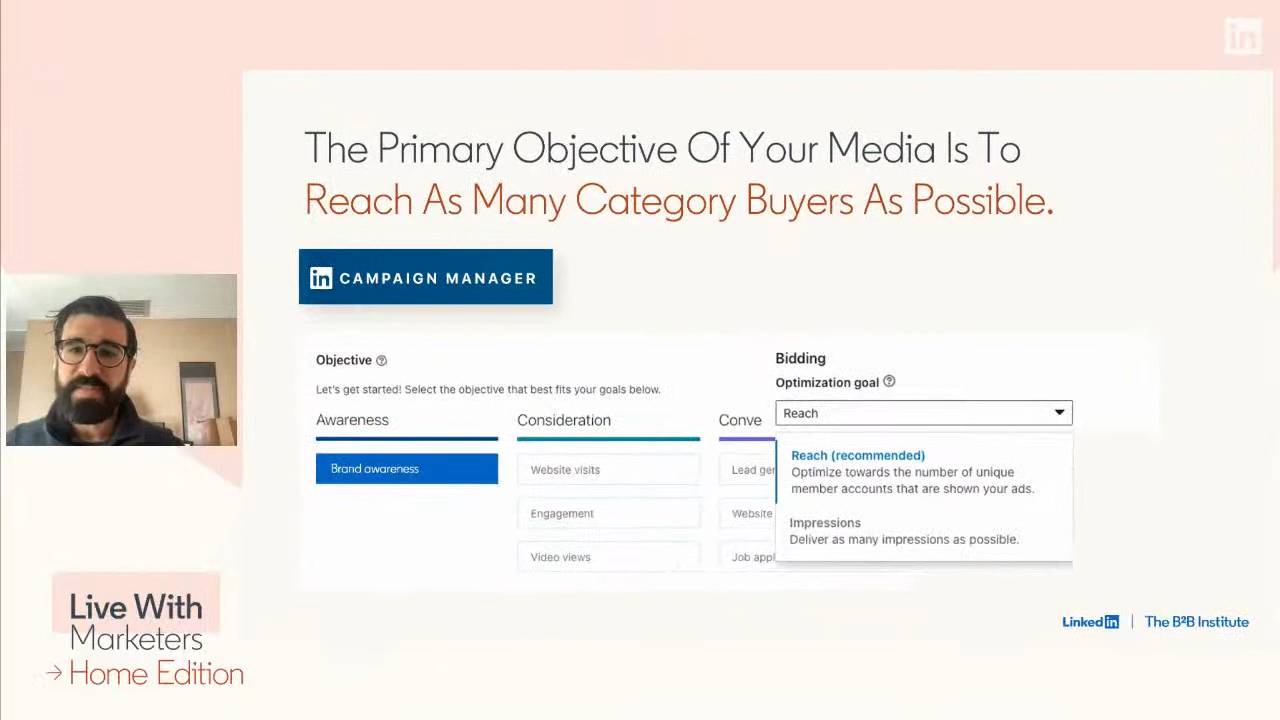 in
The Primary Objective Of Your Media Is To
Reach As Many Category Buyers As Possible.
in CAMPAIGN MANAGER
Objective ?
Let's get started! Select the objective that best fits your goals below.
Awareness
Consideration
Conve
Brand awareness
Website visits
Lead ger
Engagement
Website
Video views
Job appl
Bidding
Optimization goal ?
Reach
Reach (recommended)
Optimize towards the number of unique
member accounts that are shown your ads.
Impressions
Deliver as many impressions as possible.
Live With
Marketers
→ Home Edition
Linked in | The B²B Institute